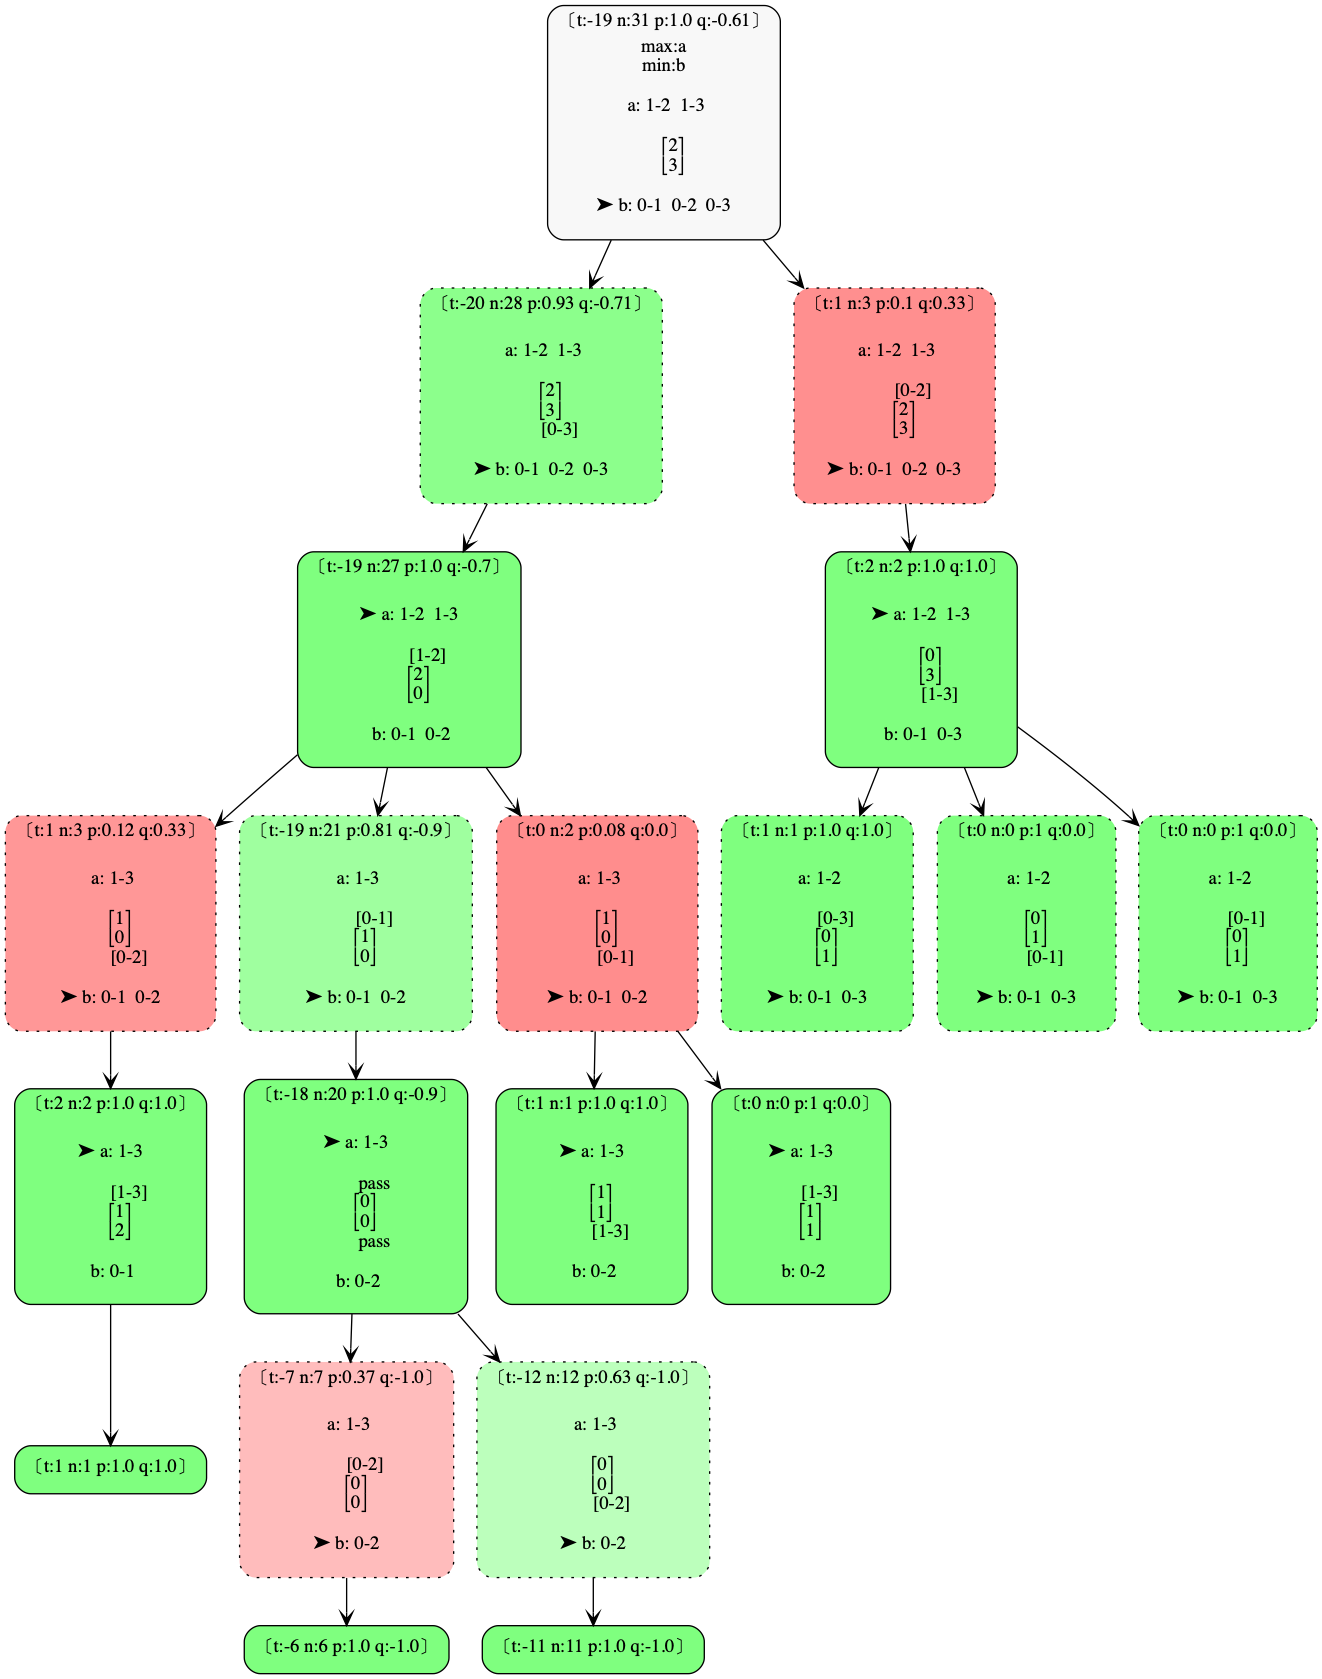 〔t:-19 n:31 p:1.0 q:-0.61〕
max:a
min:b
a: 1-2 1-3
⎡2⎤
⎣3⎦
➤ b: 0-1 0-2 0-3
〔t:-20 n:28 p:0.93 q:-0.71〕
a: 1-2 1-3
⎡2⎤
⎣3⎦
[0-3]
➤ b: 0-1 0-2 0-3
〔t:1 n:3 p:0.1 q:0.33〕
a: 1-2 1-3
[0-2]
⎡2⎤
⎣3⎦
➤ b: 0-1 0-2 0-3
〔t:-19 n:27 p:1.0 q:-0.7〕
➤ a: 1-2 1-3
[1-2]
⎡2⎤
⎣0⎦
b: 0-1 0-2
〔t:2 n:2 p:1.0 q:1.0〕
➤ a: 1-2 1-3
⎡0⎤
⎣3⎦
[1-3]
b: 0-1 0-3
〔t:1 n:3 p:0.12 q:0.33〕
a: 1-3
⎡1⎤
⎣0⎦
[0-2]
➤ b: 0-1 0-2
〔t:-19 n:21 p:0.81 q:-0.9〕
a: 1-3
[0-1]
⎡1⎤
⎣0⎦
➤ b: 0-1 0-2
〔t:0 n:2 p:0.08 q:0.0〕
a: 1-3
⎡1⎤
⎣0⎦
[0-1]
➤ b: 0-1 0-2
〔t:1 n:1 p:1.0 q:1.0〕
a: 1-2
[0-3]
⎡0⎤
⎣1⎦
➤ b: 0-1 0-3
〔t:0 n:0 p:1 q:0.0〕
a: 1-2
⎡0⎤
⎣1⎦
[0-1]
➤ b: 0-1 0-3
〔t:0 n:0 p:1 q:0.0〕
a: 1-2
[0-1]
⎡0⎤
⎣1⎦
➤ b: 0-1 0-3
〔t:2 n:2 p:1.0 q:1.0〕
➤ a: 1-3
[1-3]
⎡1⎤
⎣2⎦
b: 0-1
〔t:-18 n:20 p:1.0 q:-0.9〕
➤ a: 1-3
pass
⎡0⎤
⎣0⎦
pass
b: 0-2
〔t:1 n:1 p:1.0 q:1.0〕
➤ a: 1-3
⎡1⎤
⎣1⎦
[1-3]
b: 0-2
〔t:0 n:0 p:1 q:0.0〕
➤ a: 1-3
[1-3]
⎡1⎤
⎣1⎦
b: 0-2
〔t:1 n:1 p:1.0 q:1.0〕
〔t:-7 n:7 p:0.37 q:-1.0〕
a: 1-3
[0-2]
⎡0⎤
⎣0⎦
➤ b: 0-2
〔t:-12 n:12 p:0.63 q:-1.0〕
a: 1-3
⎡0⎤
⎣0⎦
[0-2]
➤ b: 0-2
〔t:-6 n:6 p:1.0 q:-1.0〕
〔t:-11 n:11 p:1.0 q:-1.0〕